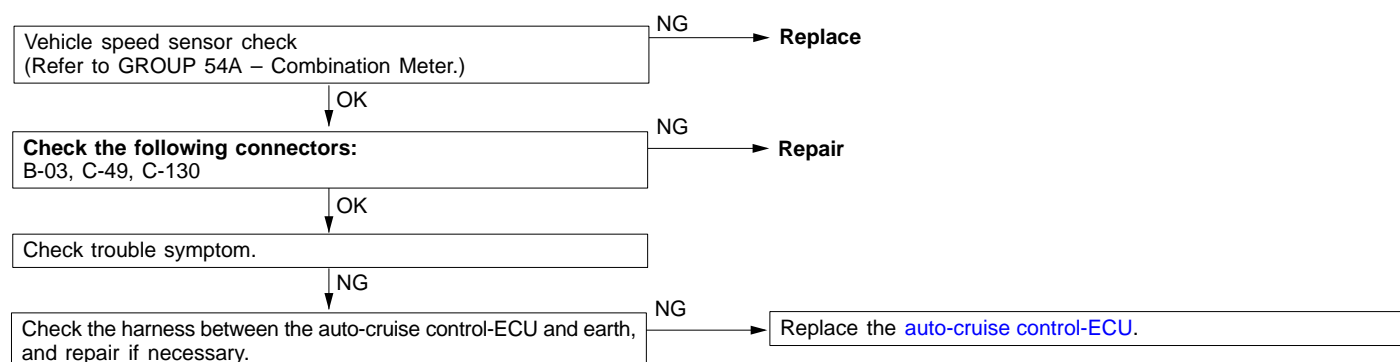 NG
Vehicle speed sensor check
(Refer to GROUP 54A – Combination Meter.)
Replace
OK
NG
Check the following connectors:
B-03, C-49, C-130
Repair
OK
Check trouble symptom.
NG
NG
Check the harness between the auto-cruise control-ECU and earth,
and repair if necessary.
Replace the auto-cruise control-ECU.